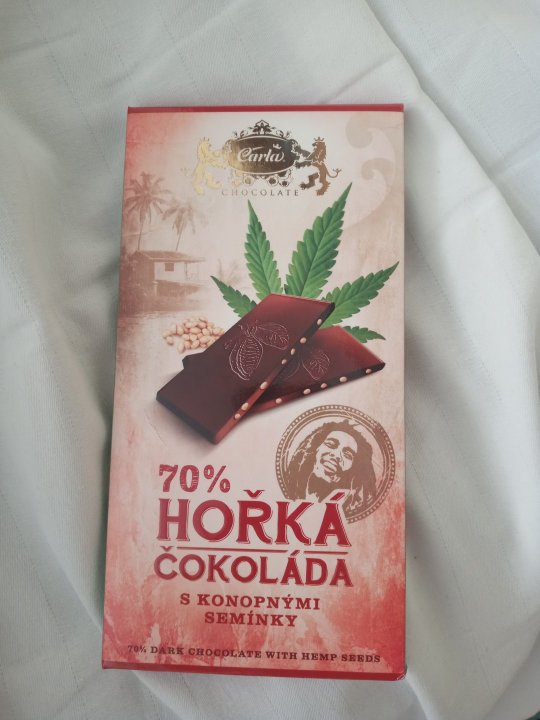 Carla
CHOCOLATE
70%
HOŘKÁ
ČOKOLÁDA
S KONOPNÝMI
SEMÍNKY
70% DARK CHOCOLATE WITH HEMP SEEDS